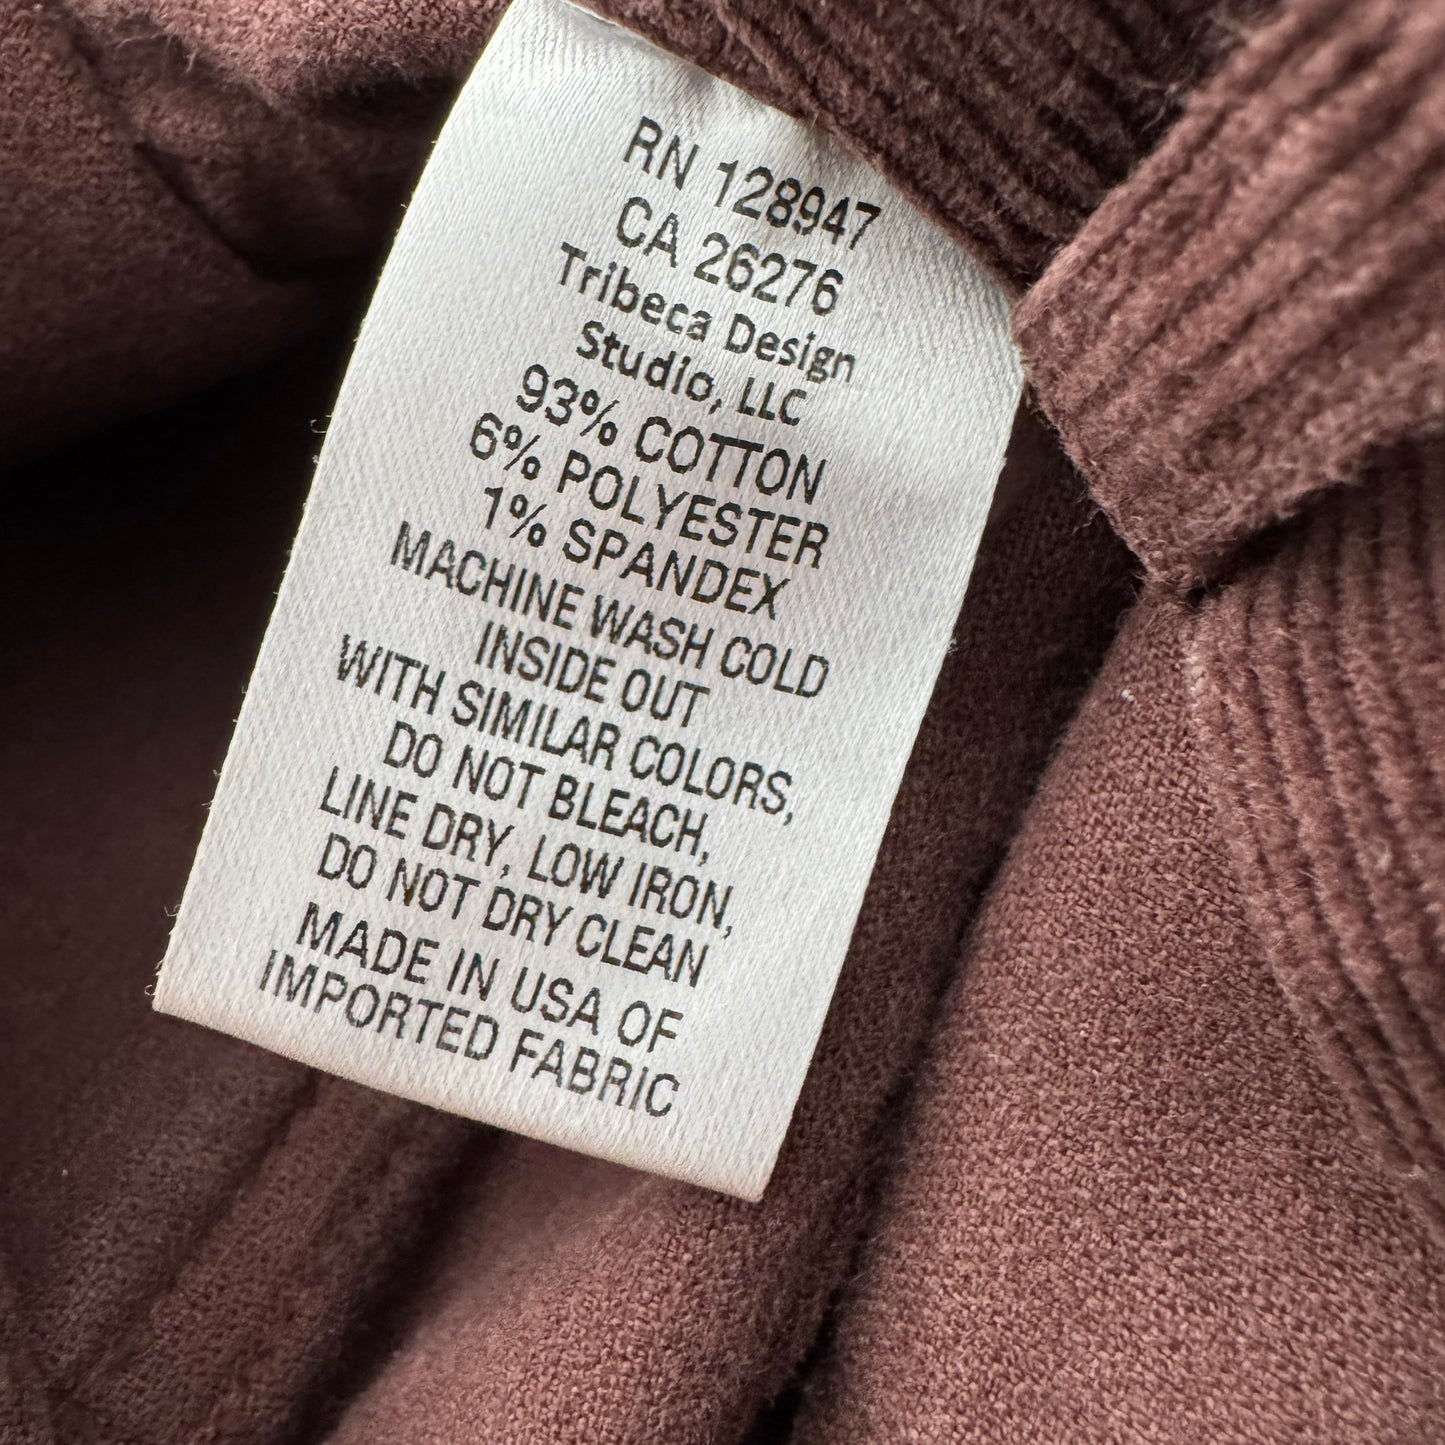 RN 128947
CA 26276
Tribeca Design
Studio, LLC
93% COTTON
6% POLYESTER
1% SPANDEX
MACHINE WASH COLD
INSIDE OUT
WITH SIMILAR COLORS,
DO NOT BLEACH,
LINE DRY, LOW IRON,
DO NOT DRY CLEAN
MADE IN USA OF
IMPORTED FABRIC